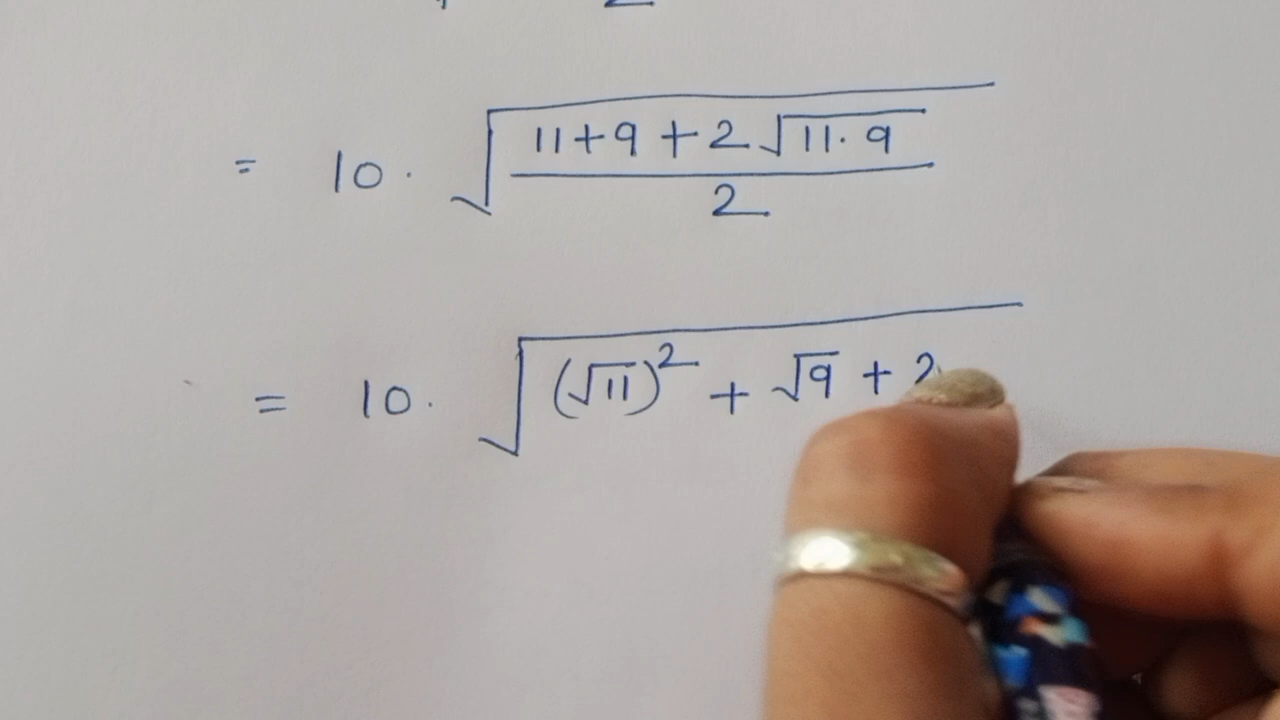 = 10 · √((11+9+2√(11·9))/2)
= 10 · √((√11)² + √9 + 2